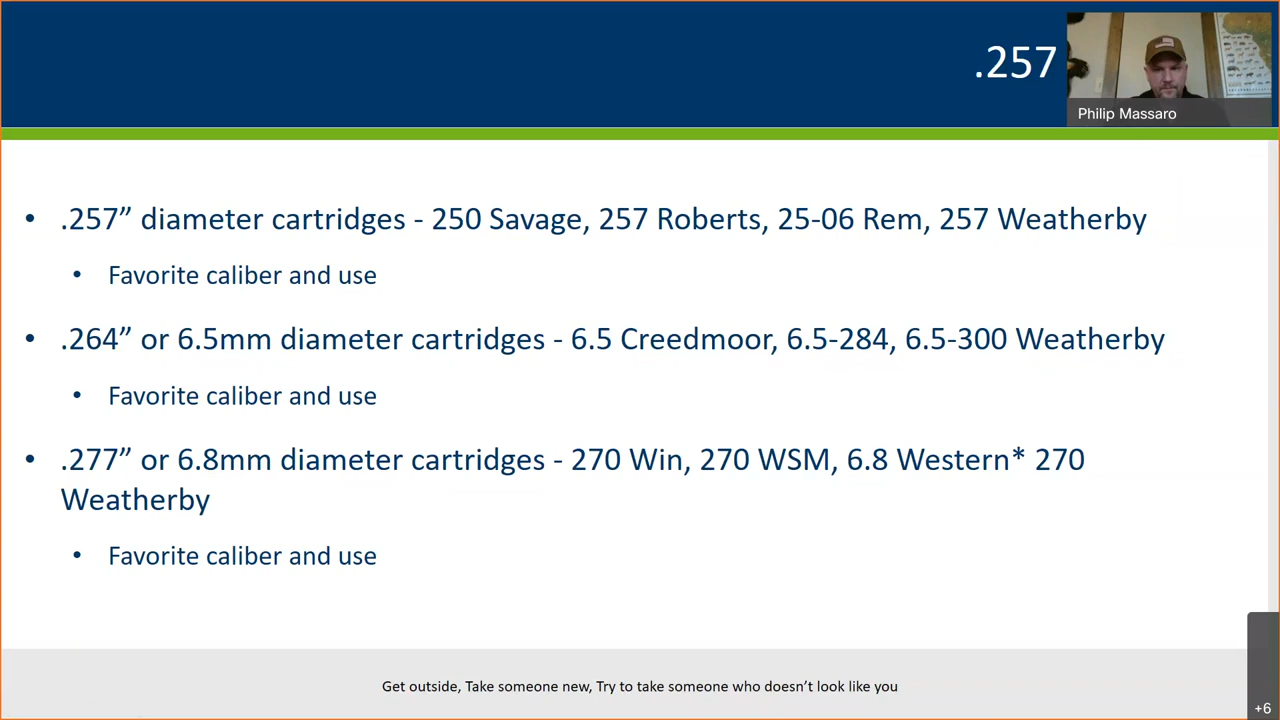 .257
Philip Massaro
• .257” diameter cartridges - 250 Savage, 257 Roberts, 25-06 Rem, 257 Weatherby
• Favorite caliber and use
• .264” or 6.5mm diameter cartridges - 6.5 Creedmoor, 6.5-284, 6.5-300 Weatherby
• Favorite caliber and use
• .277” or 6.8mm diameter cartridges - 270 Win, 270 WSM, 6.8 Western* 270
Weatherby
• Favorite caliber and use
Get outside, Take someone new, Try to take someone who doesn’t look like you
+6